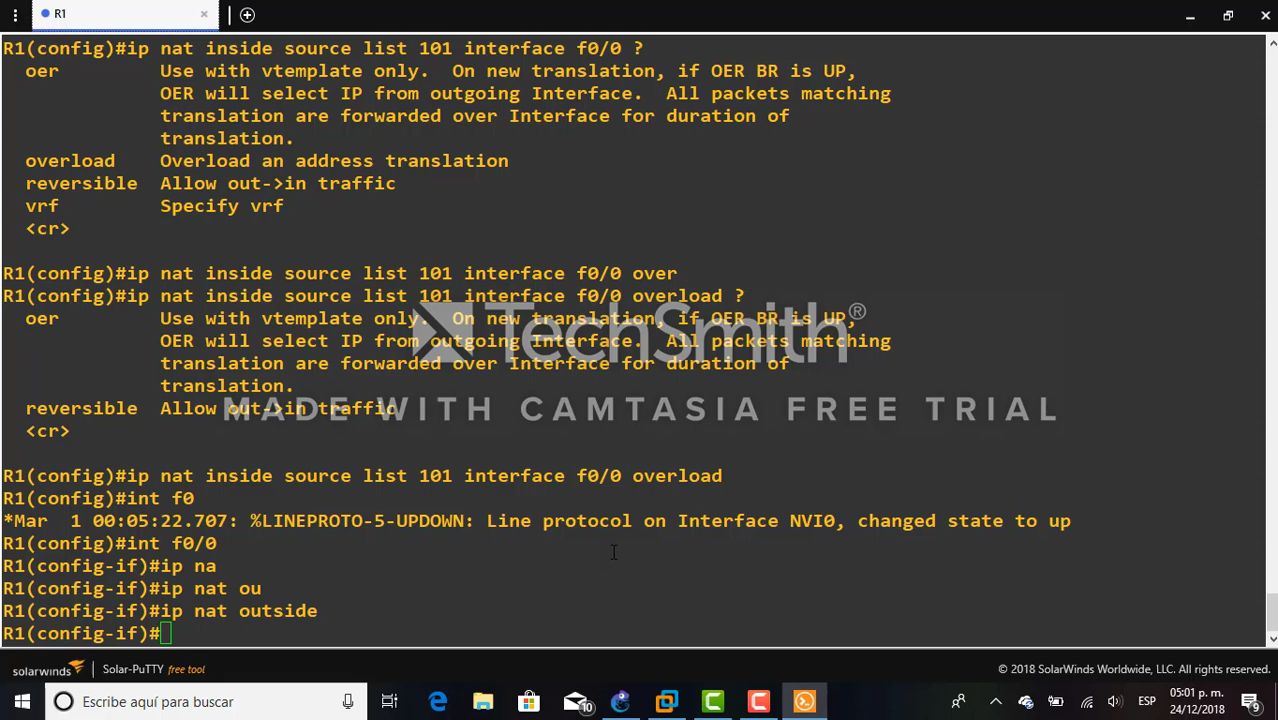 R1
R1(config)#ip nat inside source list 101 interface f0/0 ?
oer Use with vtemplate only. On new translation, if OER BR is UP,
OER will select IP from outgoing Interface. All packets matching
translation are forwarded over Interface for duration of
translation.
overload Overload an address translation
reversible Allow out->in traffic
vrf Specify vrf
<cr>
R1(config)#ip nat inside source list 101 interface f0/0 over
R1(config)#ip nat inside source list 101 interface f0/0 overload ?
oer Use with vtemplate only. On new translation, if OER BR is UP,
OER will select IP from outgoing Interface. All packets matching
translation are forwarded over Interface for duration of
translation.
reversible Allow out->in traffic
<cr>
TechSmith®
MADE WITH CAMTASIA FREE TRIAL
R1(config)#ip nat inside source list 101 interface f0/0 overload
R1(config)#int f0
*Mar 1 00:05:22.707: %LINEPROTO-5-UPDOWN: Line protocol on Interface NVI0, changed state to up
R1(config)#int f0/0
R1(config-if)#ip na
R1(config-if)#ip nat ou
R1(config-if)#ip nat outside
R1(config-if)#
solarwinds Solar-PuTTY free tool
© 2018 SolarWinds Worldwide, LLC. All rights reserved.
Escribe aquí para buscar
10
ESP
05:01 p. m.
24/12/2018
9